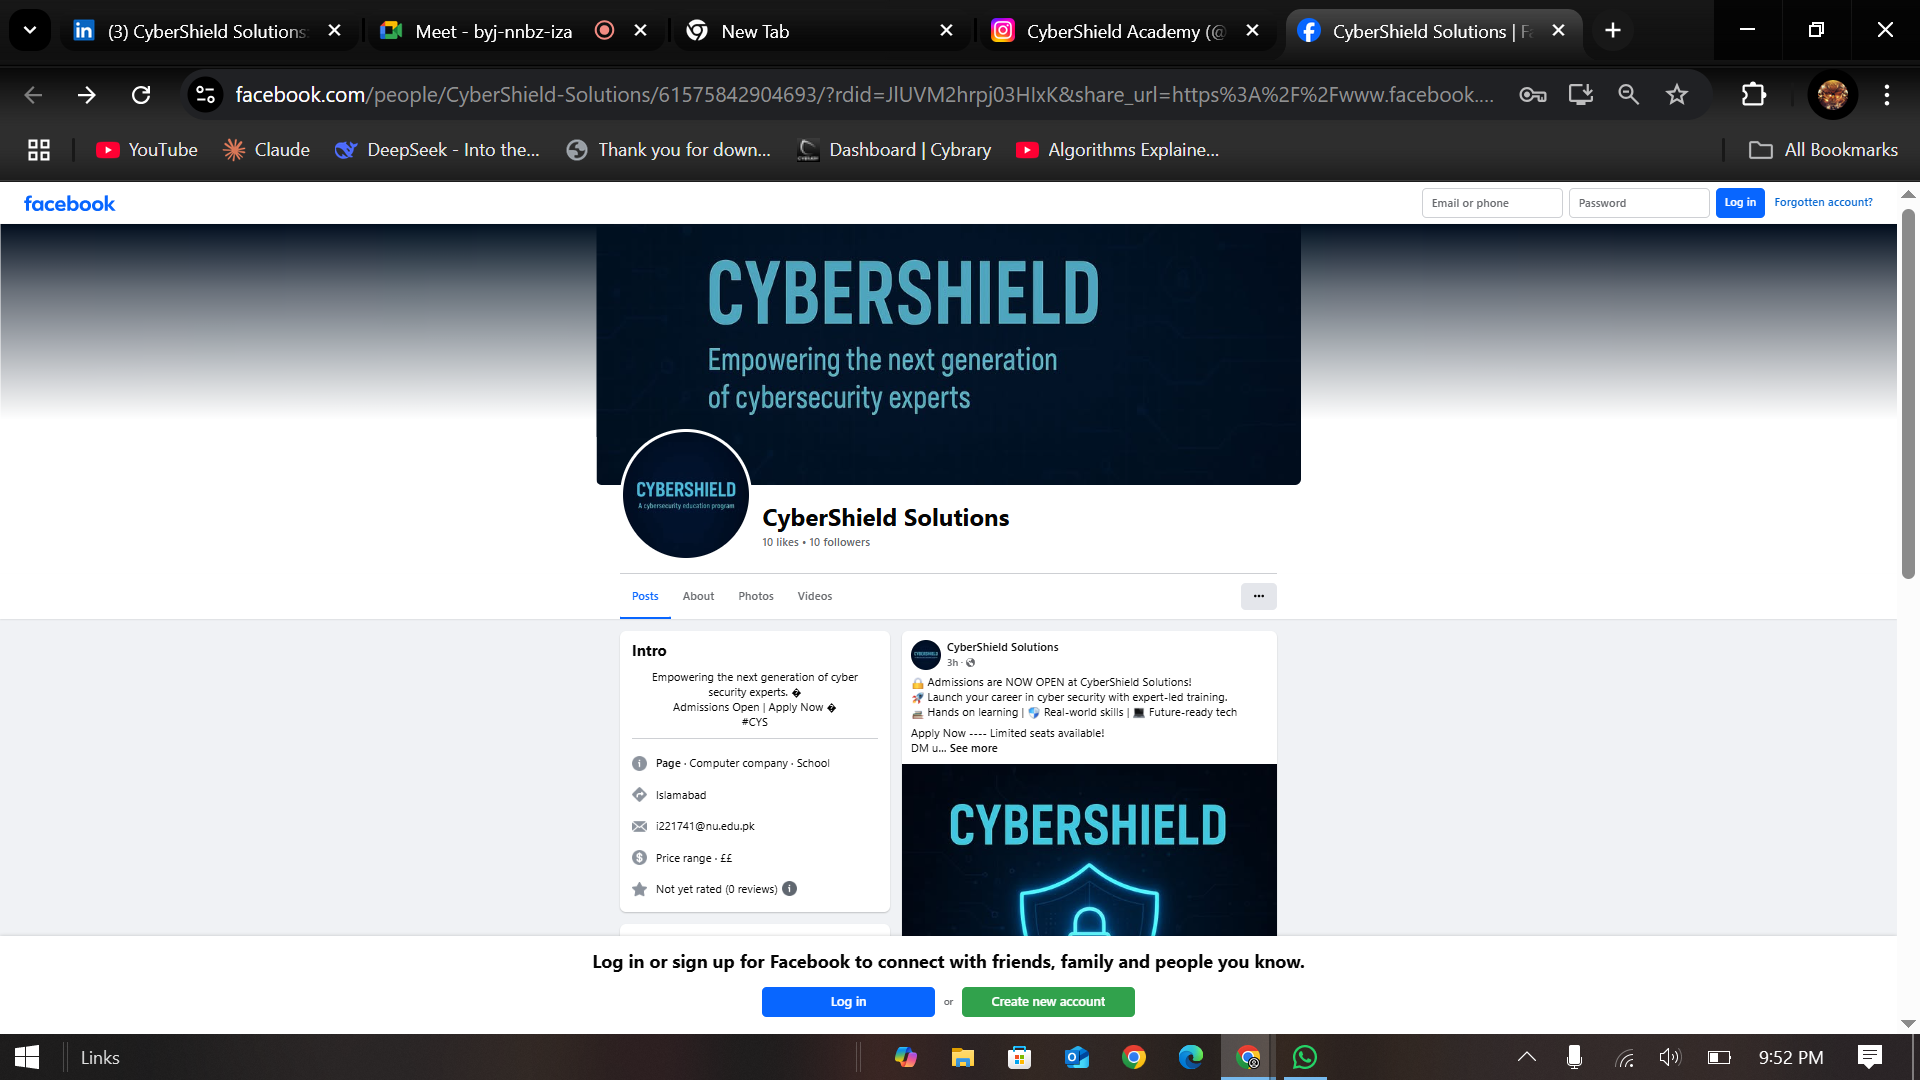 (3) CyberShield Solutions
Meet - byj-nnbz-iza
New Tab
CyberShield Academy (@
CyberShield Solutions | Fa
facebook.com/people/CyberShield-Solutions/61575842904693/?rdid=JlUVM2hrpj03HIxK&share_url=https%3A%2F%2Fwww.facebook....
YouTube
Claude
DeepSeek - Into the...
Thank you for down...
Dashboard | Cybrary
Algorithms Explaine...
All Bookmarks
facebook
Email or phone
Password
Log in
Forgotten account?
CYBERSHIELD
Empowering the next generation
of cybersecurity experts
CYBERSHIELD
A cybersecurity education program
CyberShield Solutions
10 likes • 10 followers
Posts
About
Photos
Videos
Intro
Empowering the next generation of cyber
security experts. �
Admissions Open | Apply Now �
#CYS
Page · Computer company · School
Islamabad
i221741@nu.edu.pk
Price range · ££
Not yet rated (0 reviews)
CyberShield Solutions
3h ·
🔒 Admissions are NOW OPEN at CyberShield Solutions!
🚀 Launch your career in cyber security with expert-led training.
Hands on learning | 🛡️ Real-world skills | 💻 Future-ready tech
Apply Now ---- Limited seats available!
DM u... See more
CYBERSHIELD
Log in or sign up for Facebook to connect with friends, family and people you know.
Log in
or
Create new account
Links
9:52 PM